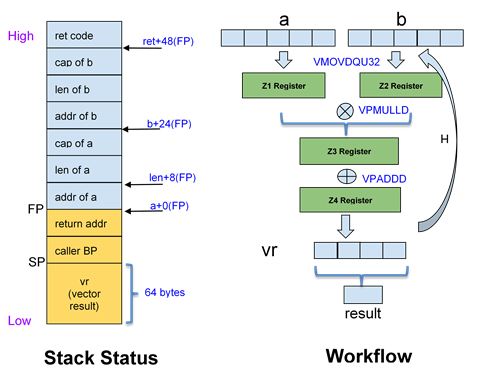 High
ret code
ret+48(FP)
cap of b
len of b
addr of b
b+24(FP)
cap of a
len of a
len+8(FP)
addr of a
a+0(FP)
FP
return addr
caller BP
SP
vr
(vector
result)
64 bytes
Low
Stack Status
a
b
VMOVDQU32
Z1 Register
Z2 Register
VPMULLD
H
Z3 Register
VPADDD
Z4 Register
vr
result
Workflow